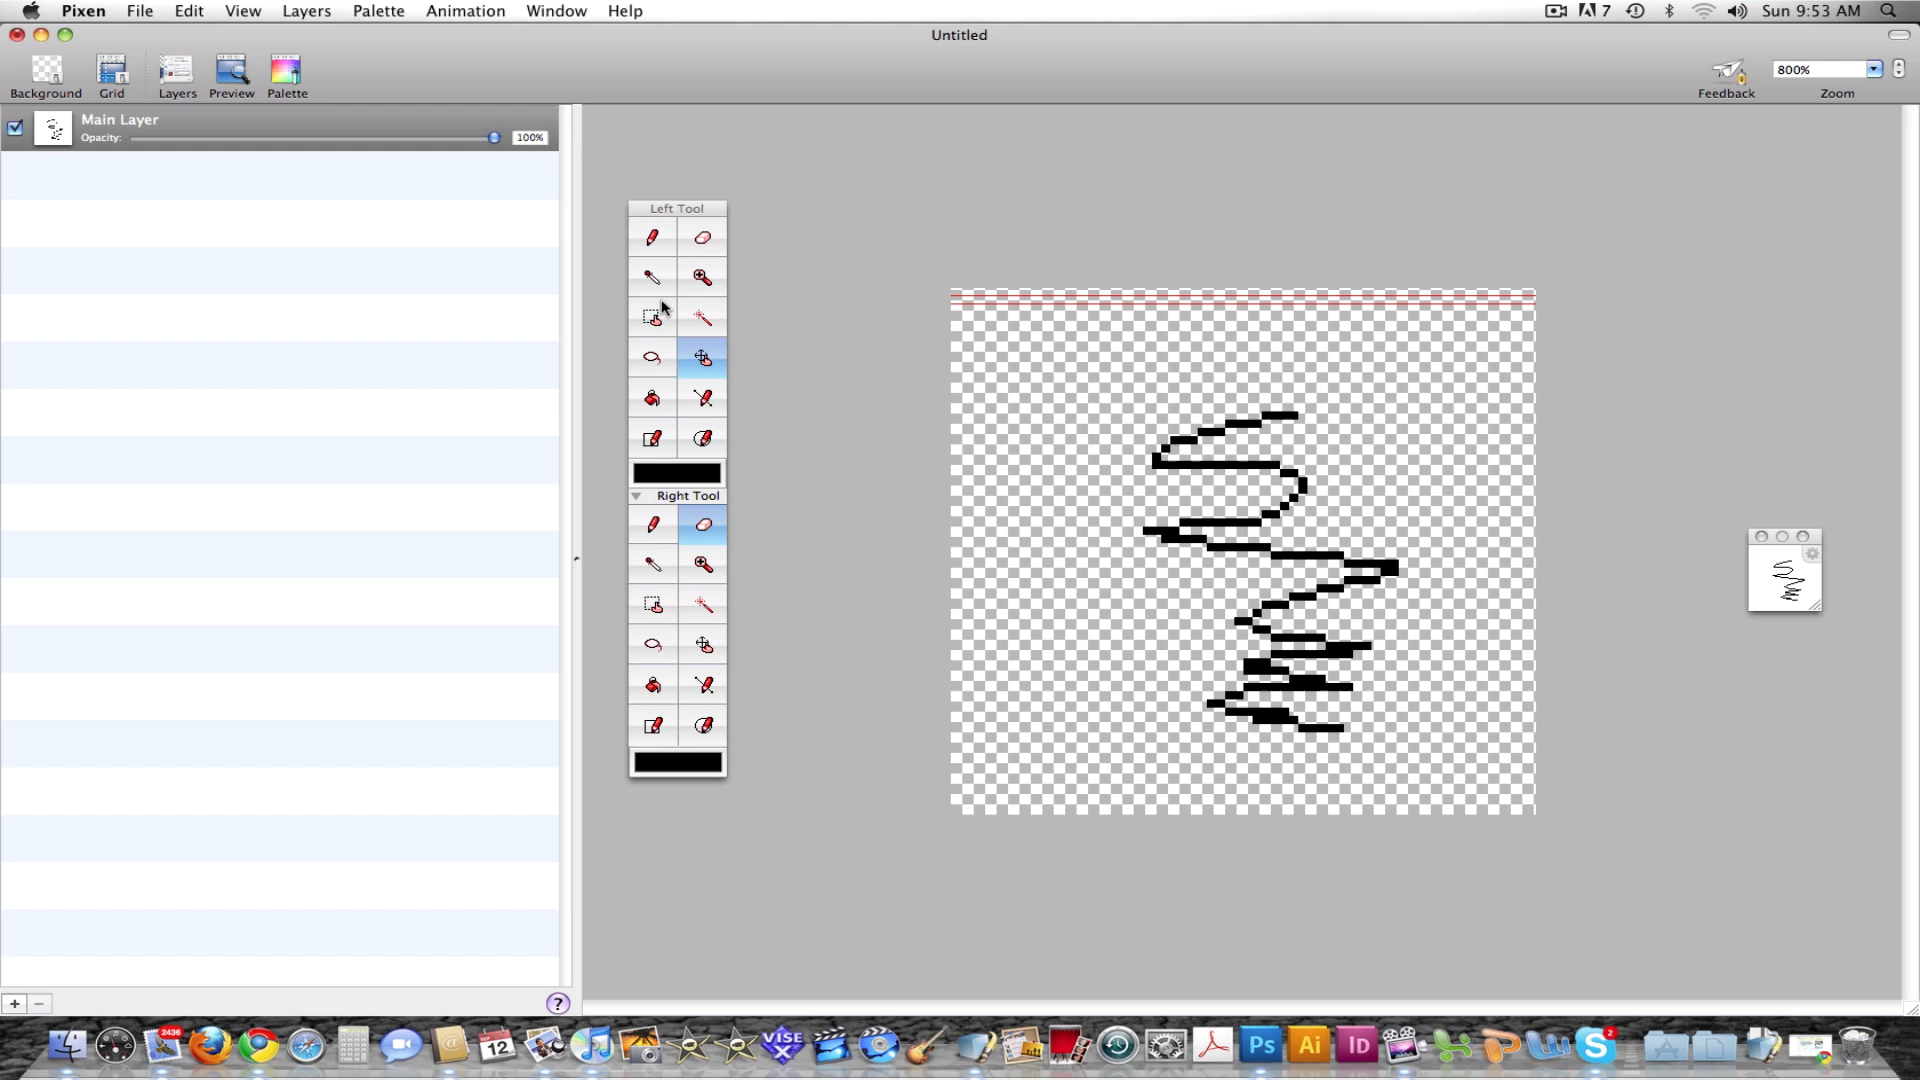 Pixen File Edit View Layers Palette Animation Window Help
7 Sun 9:53 AM
Untitled
Background Grid Layers Preview Palette
800%
Feedback Zoom
Main Layer
Opacity: 100%
Left Tool
Right Tool
+ − ?
2436 12 VISE X Ps Ai Id 2